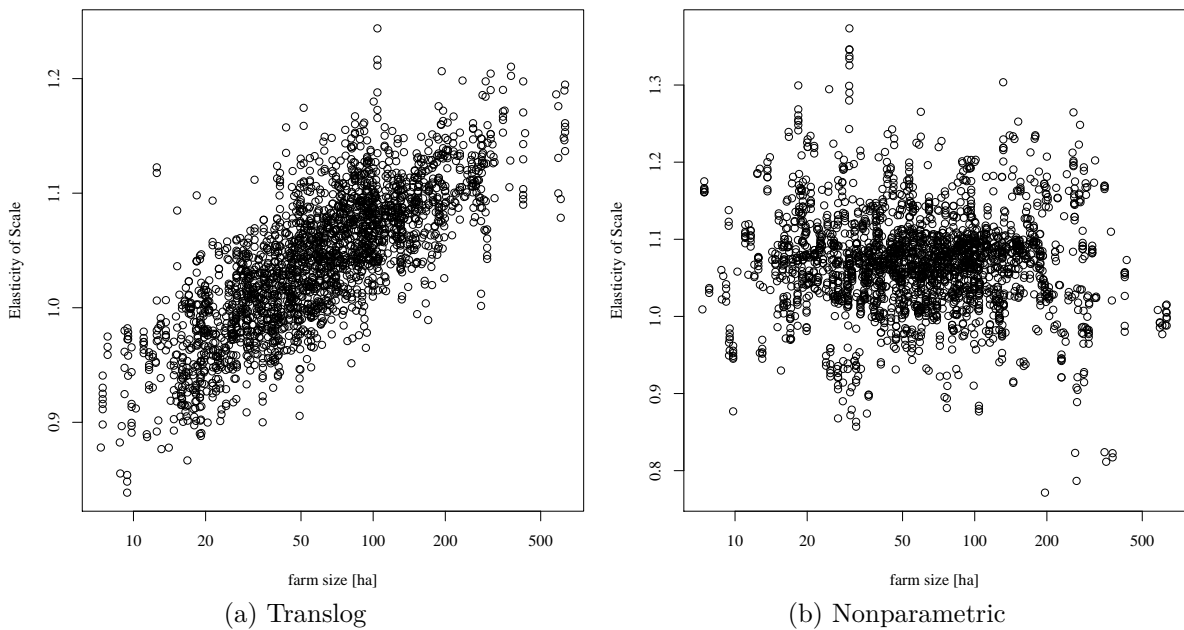 Elasticity of Scale
1.2
1.1
1.0
0.9
10 20 50 100 200 500
farm size [ha]
(a) Translog
Elasticity of Scale
1.3
1.2
1.1
1.0
0.9
0.8
10 20 50 100 200 500
farm size [ha]
(b) Nonparametric